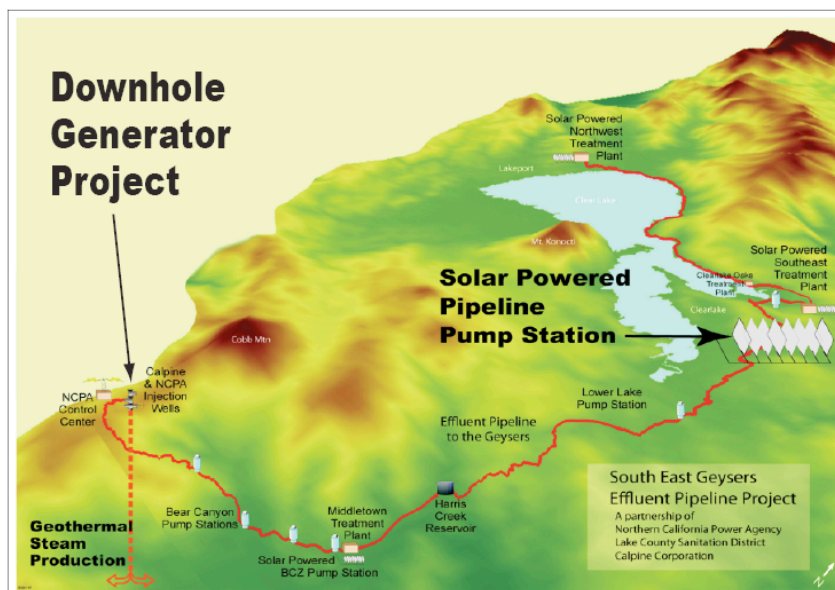 Downhole
Generator
Project
Solar Powered
Northwest
Treatment
Plant
Lakeport
Clear Lake
Mt. Konocti
Solar Powered
Southeast
Treatment
Plant
Clearlake Oaks
Treatment
Plant
Solar Powered
Pipeline
Pump Station
Clearlake
Cobb Mtn
Calpine
& NCPA
Injection
Wells
NCPA
Control
Center
Lower Lake
Pump Station
Effluent Pipeline
to the Geysers
Bear Canyon
Pump Stations
Middletown
Treatment
Plant
Harris
Creek
Reservoir
Solar Powered
BCZ Pump Station
Geothermal
Steam
Production
South East Geysers
Effluent Pipeline Project
A partnership of
Northern California Power Agency
Lake County Sanitation District
Calpine Corporation
N